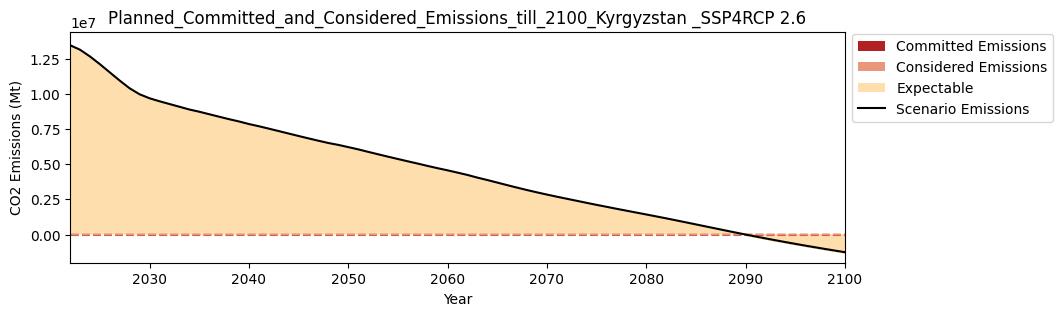 Planned_Committed_and_Considered_Emissions_till_2100_Kyrgyzstan _SSP4RCP 2.6
1e7
1.25
1.00
0.75
0.50
0.25
0.00
CO2 Emissions (Mt)
2030 2040 2050 2060 2070 2080 2090 2100
Year
Committed Emissions
Considered Emissions
Expectable
Scenario Emissions